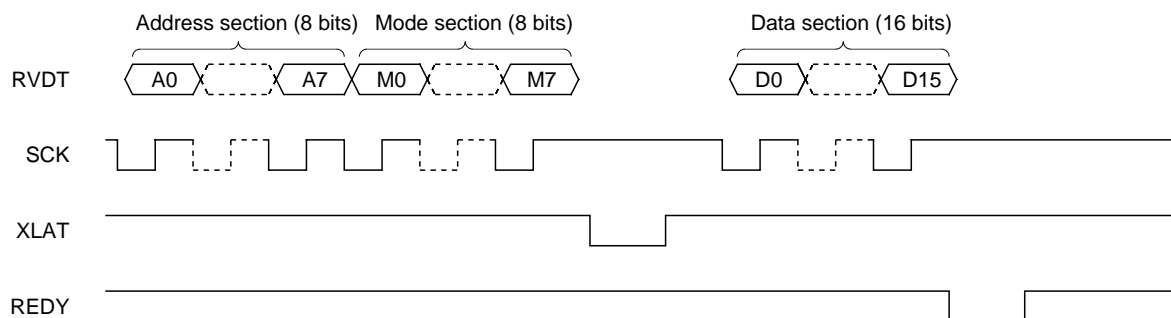 Address section (8 bits) Mode section (8 bits) Data section (16 bits)
RVDT A0 A7 M0 M7 D0 D15
SCK
XLAT
REDY